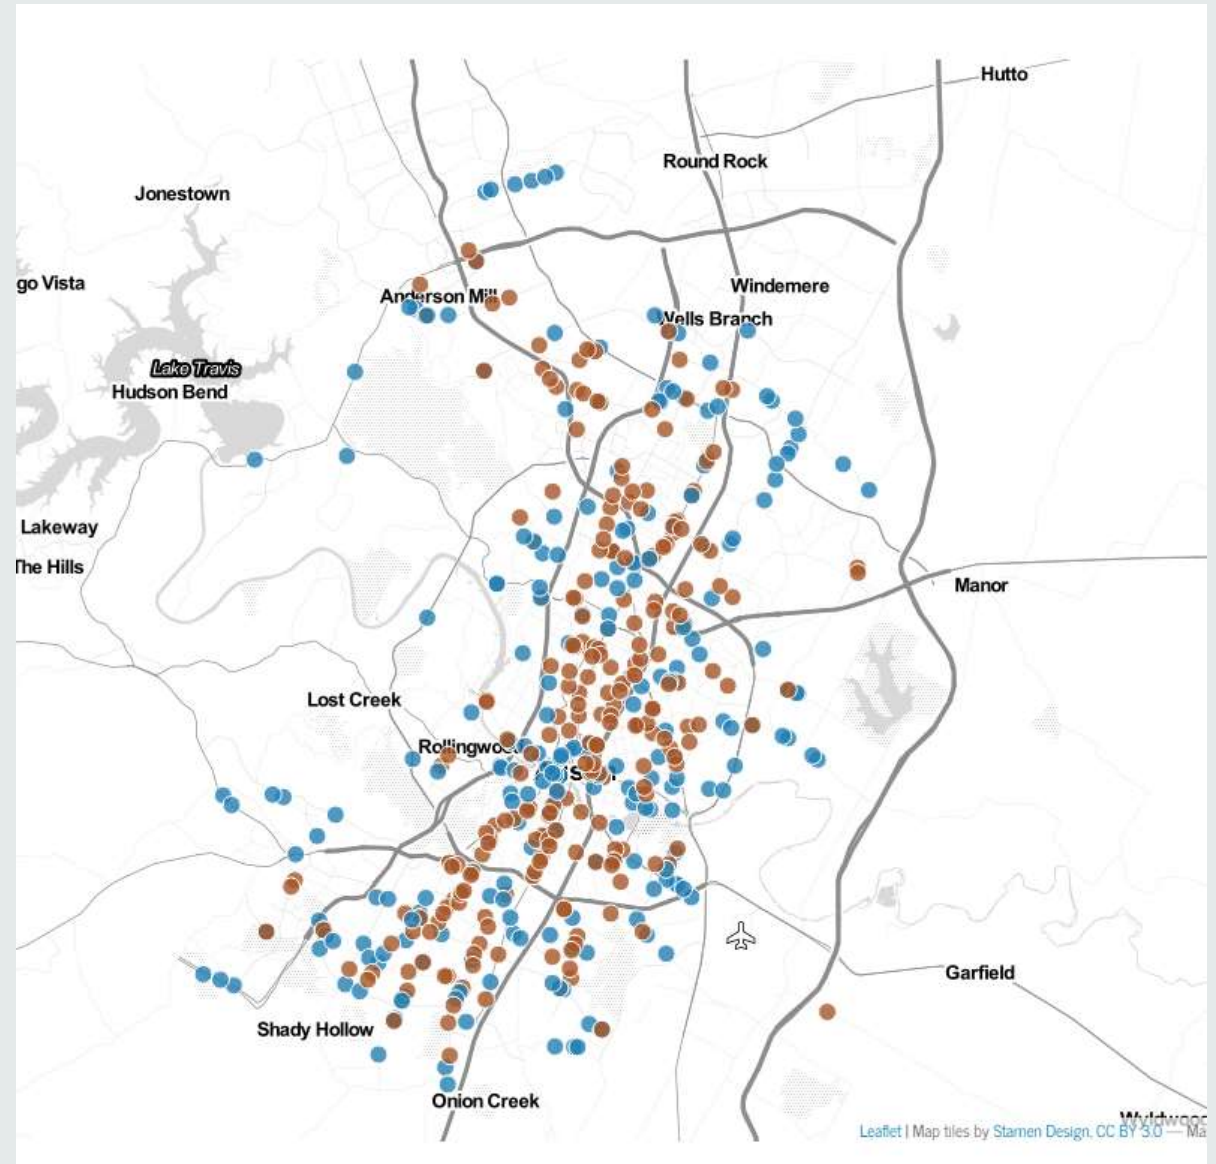 Hutto
Round Rock
Jonestown
go Vista
Windemere
Anderson Mill
Wells Branch
Lake Travis
Hudson Bend
Lakeway
The Hills
Manor
Lost Creek
Garfield
Shady Hollow
Onion Creek
Leaflet | Map tiles by Stamen Design, CC BY 3.0 — Ma